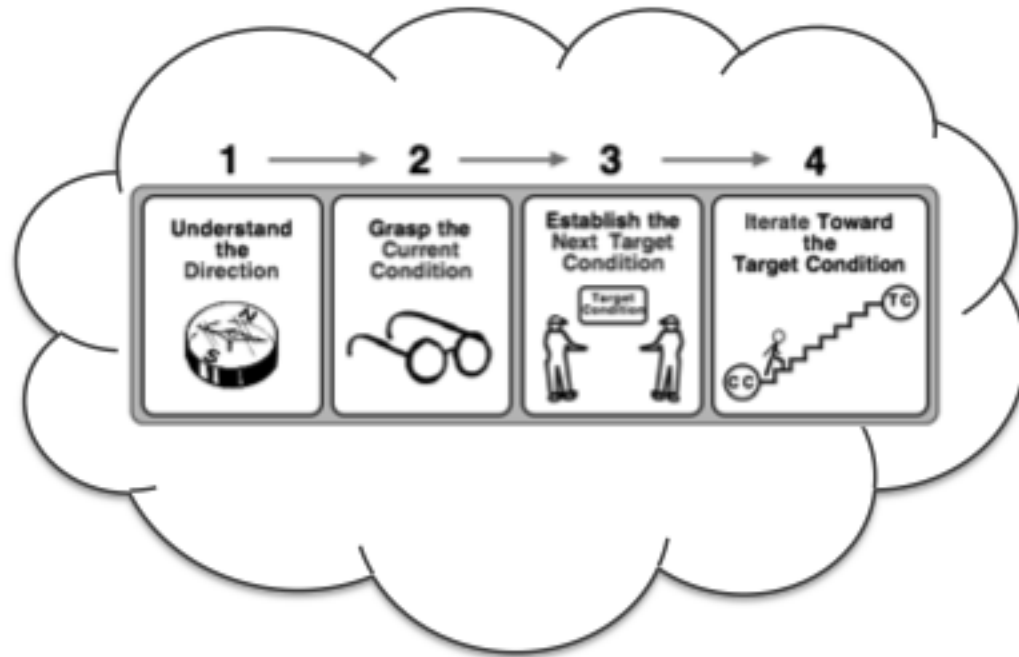 1 2 3 4
Understand
the
Direction
N
S
Grasp the
Current
Condition
Establish the
Next Target
Condition
Target
Condition
Iterate Toward
the
Target Condition
TC
CC